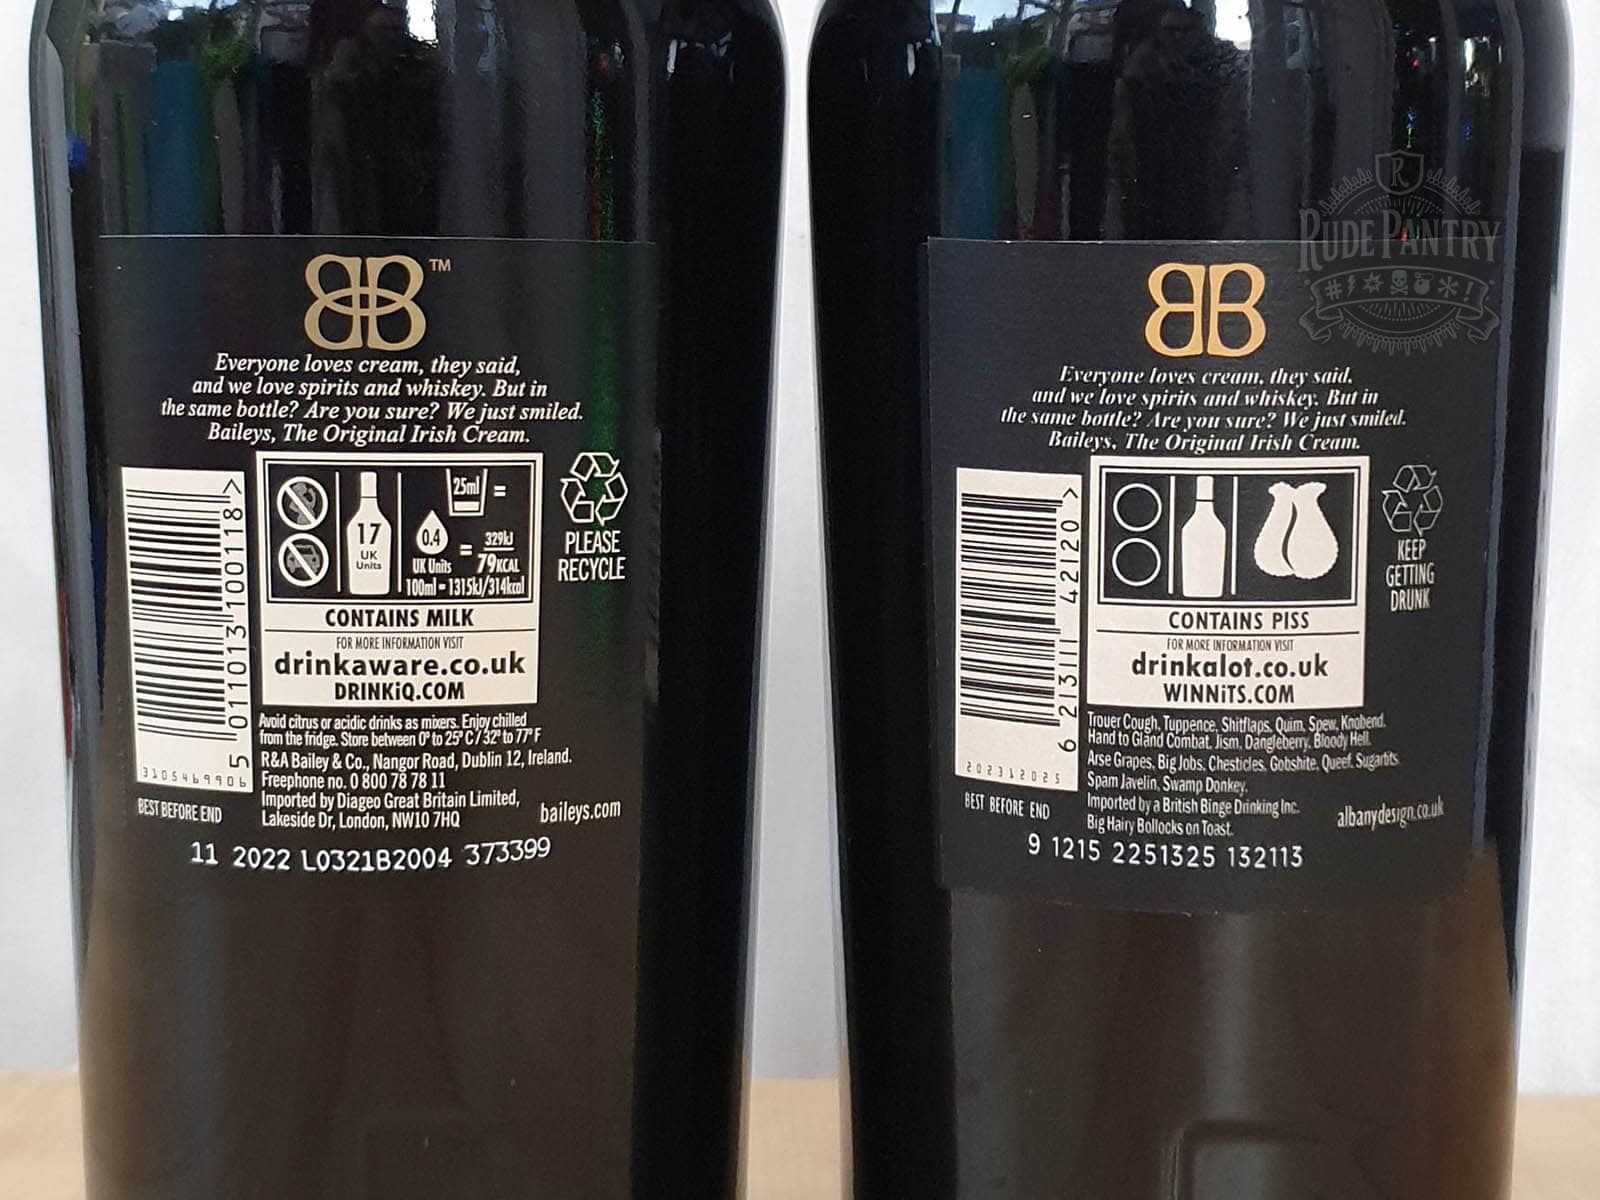 BB™
Everyone loves cream, they said,
and we love spirits and whiskey. But in
the same bottle? Are you sure? We just smiled.
Baileys, The Original Irish Cream.
5 011013 100118 >
3105469906
17
UK
Units
25ml =
0.4
UK Units
=
329kJ
79KCAL
100ml = 1315kJ/314kcal
CONTAINS MILK
FOR MORE INFORMATION VISIT
drinkaware.co.uk
DRINKiQ.COM
PLEASE
RECYCLE
Avoid citrus or acidic drinks as mixers. Enjoy chilled
from the fridge. Store between 0° to 25° C / 32° to 77° F
R&A Bailey & Co., Nangor Road, Dublin 12, Ireland.
Freephone no. 0 800 78 78 11
Imported by Diageo Great Britain Limited,
Lakeside Dr, London, NW10 7HQ
baileys.com
BEST BEFORE END
11 2022 L0321B2004 373399
R
RUDE PANTRY
BB
Everyone loves cream, they said,
and we love spirits and whiskey. But in
the same bottle? Are you sure? We just smiled.
Baileys, The Original Irish Cream.
6 213111 42120 >
202312025
CONTAINS PISS
FOR MORE INFORMATION VISIT
drinkalot.co.uk
WINNiTS.COM
KEEP
GETTING
DRUNK
Trouer Cough, Tuppence, Shitflaps, Quim, Spew, Knobend.
Hand to Gland Combat. Jism, Dangleberry, Bloody Hell.
Arse Grapes, Big Jobs, Chesticles, Gobshite, Queef. Sugartits
Spam Javelin, Swamp Donkey.
Imported by a British Binge Drinking Inc.
Big Hairy Bollocks on Toast.
albanydesign.co.uk
BEST BEFORE END
9 1215 2251325 132113